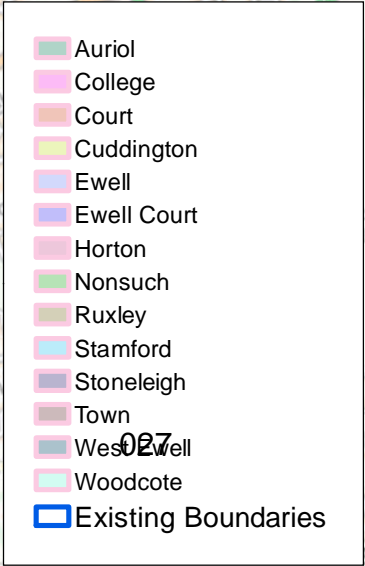 Auriol
College
Court
Cuddington
Ewell
Ewell Court
Horton
Nonsuch
Ruxley
Stamford
Stoneleigh
Town
West Ewell
027
Woodcote
Existing Boundaries